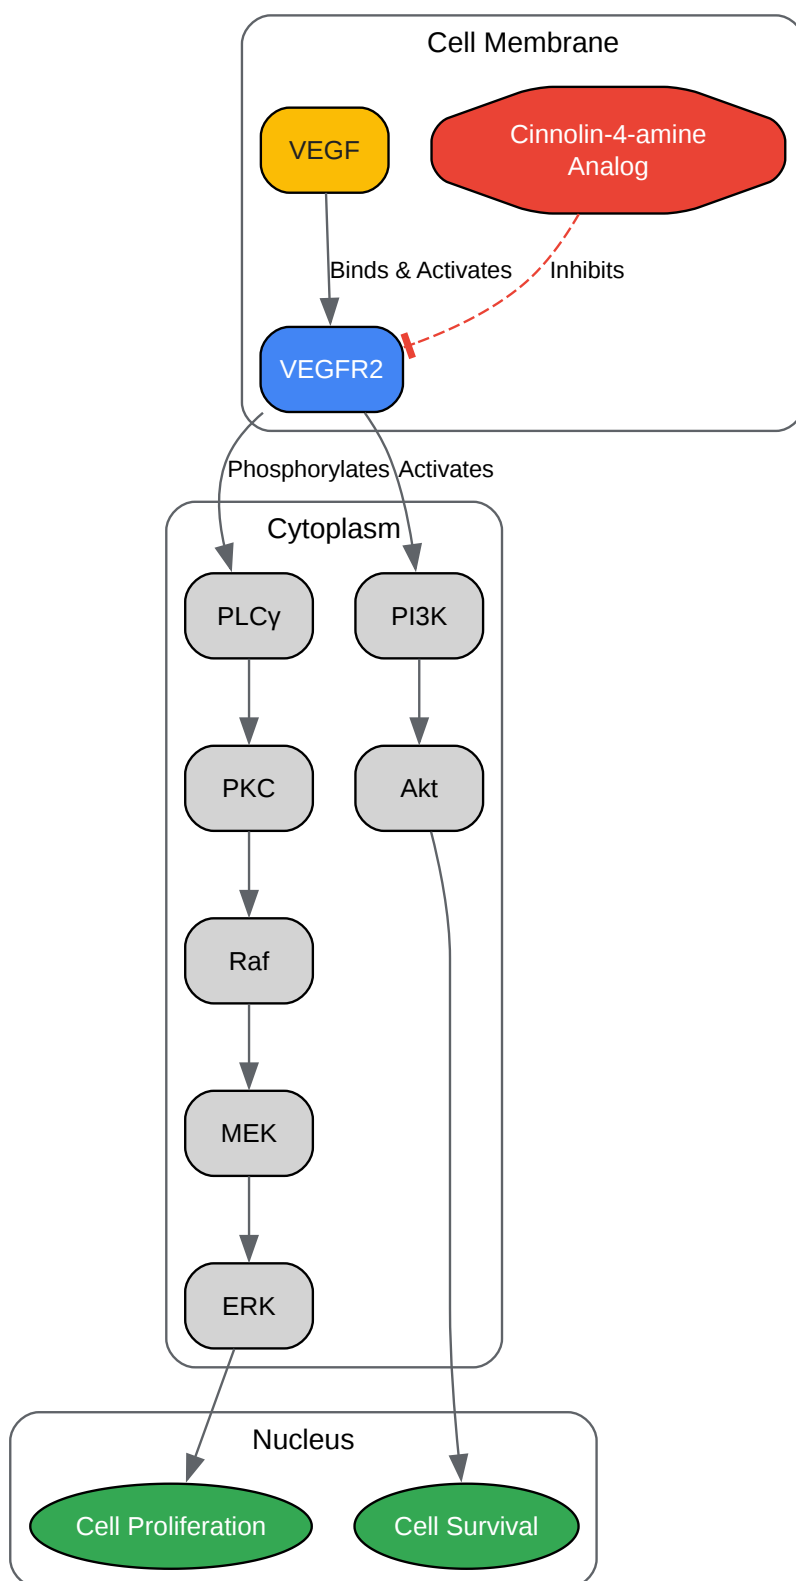 Cell Membrane
VEGF
Cinnolin-4-amine
Analog
Binds & Activates
Inhibits
VEGFR2
Phosphorylates
Activates
Cytoplasm
PLCγ
PI3K
PKC
Akt
Raf
MEK
ERK
Nucleus
Cell Proliferation
Cell Survival